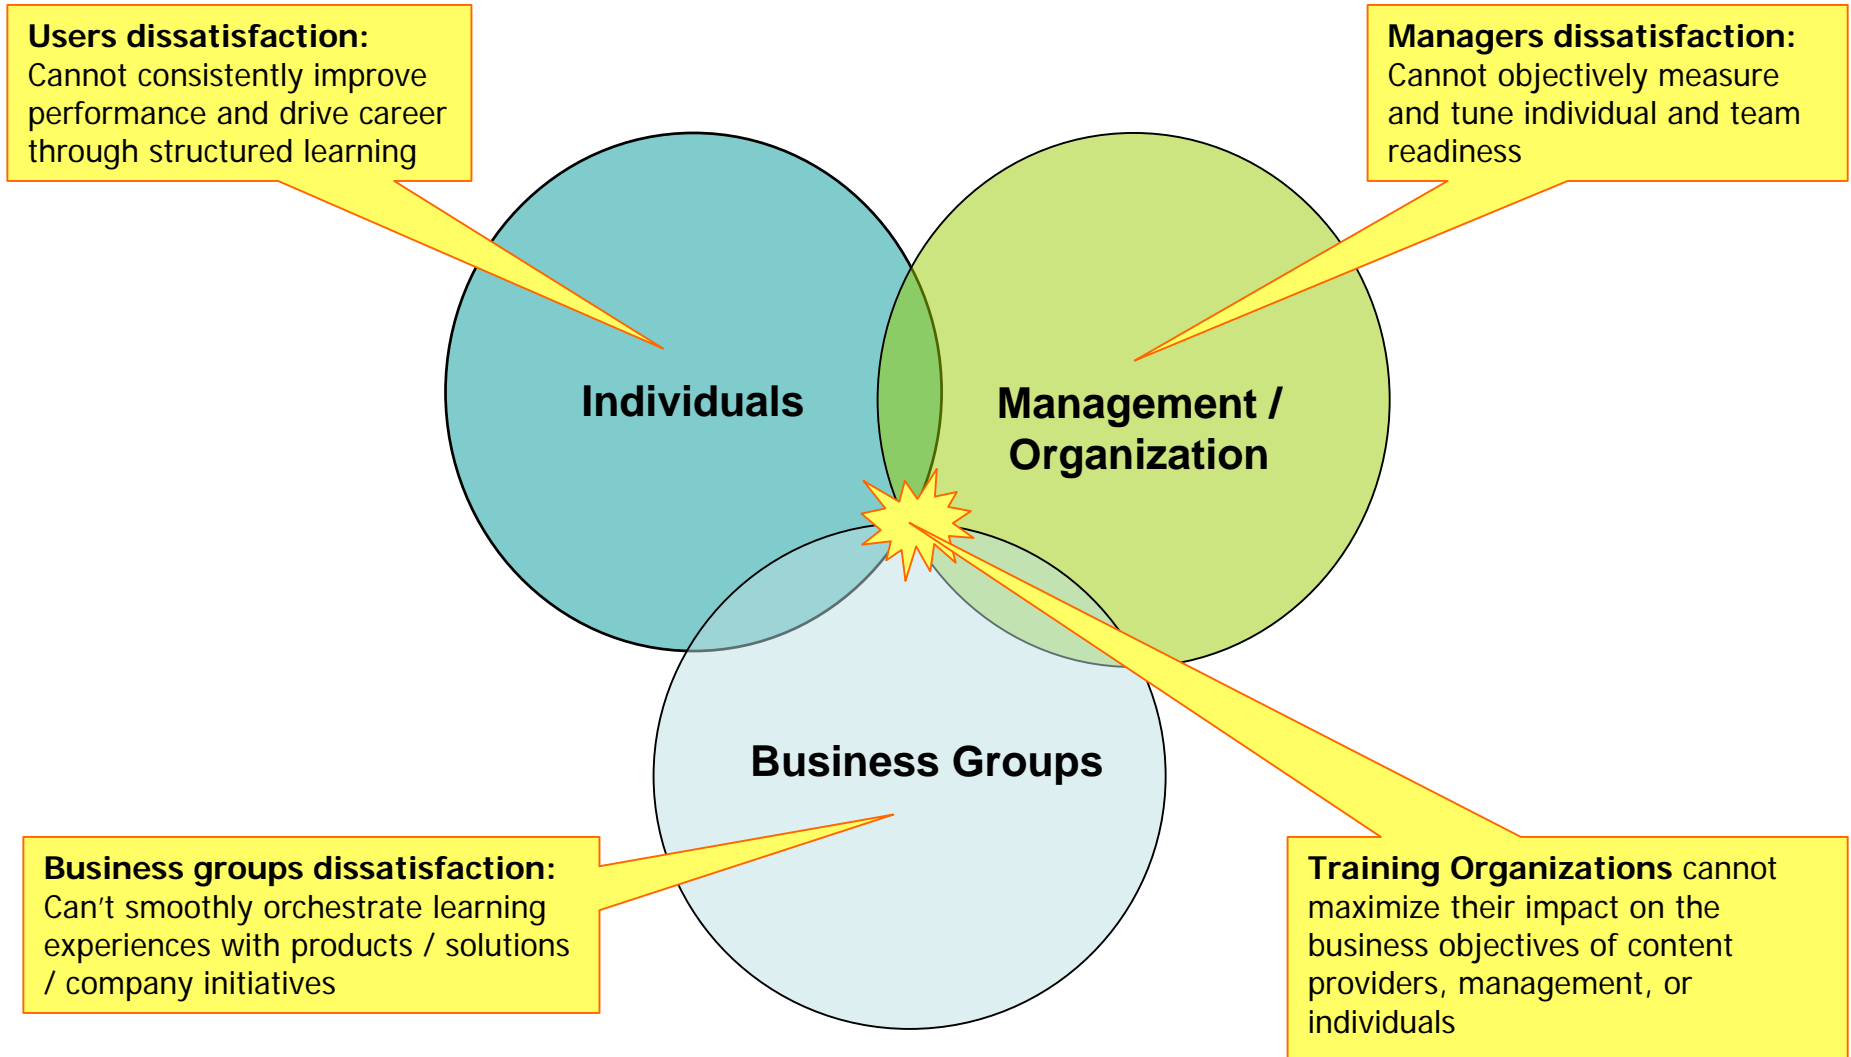 Users dissatisfaction:
Cannot consistently improve
performance and drive career
through structured learning
Managers dissatisfaction:
Cannot objectively measure
and tune individual and team
readiness
Individuals
Management /
Organization
Business Groups
Business groups dissatisfaction:
Can't smoothly orchestrate learning
experiences with products / solutions
/ company initiatives
Training Organizations cannot
maximize their impact on the
business objectives of content
providers, management, or
individuals